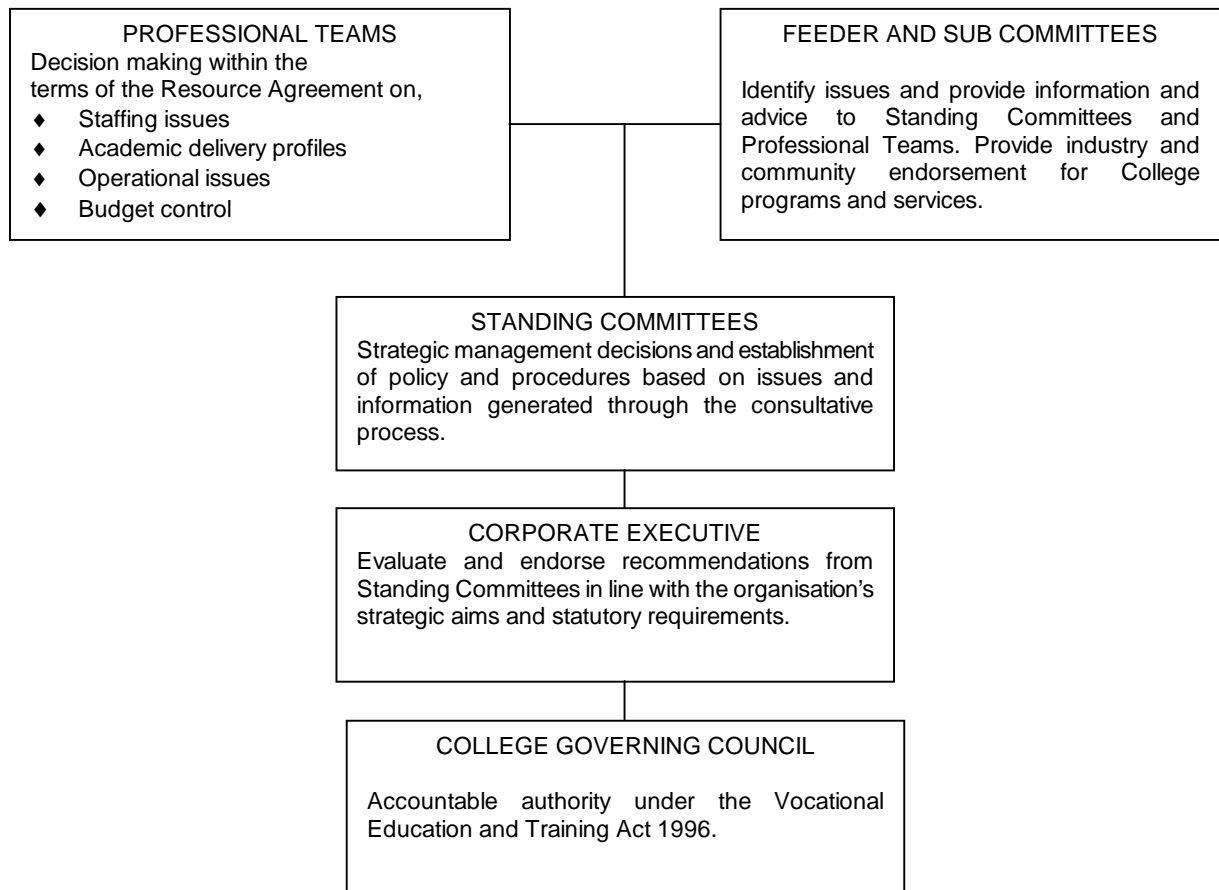 PROFESSIONAL TEAMS
Decision making within the
terms of the Resource Agreement on,
♦ Staffing issues
♦ Academic delivery profiles
♦ Operational issues
♦ Budget control
FEEDER AND SUB COMMITTEES
Identify issues and provide information and
advice to Standing Committees and
Professional Teams. Provide industry and
community endorsement for College
programs and services.
STANDING COMMITTEES
Strategic management decisions and establishment
of policy and procedures based on issues and
information generated through the consultative
process.
CORPORATE EXECUTIVE
Evaluate and endorse recommendations from
Standing Committees in line with the organisation’s
strategic aims and statutory requirements.
COLLEGE GOVERNING COUNCIL
Accountable authority under the Vocational
Education and Training Act 1996.